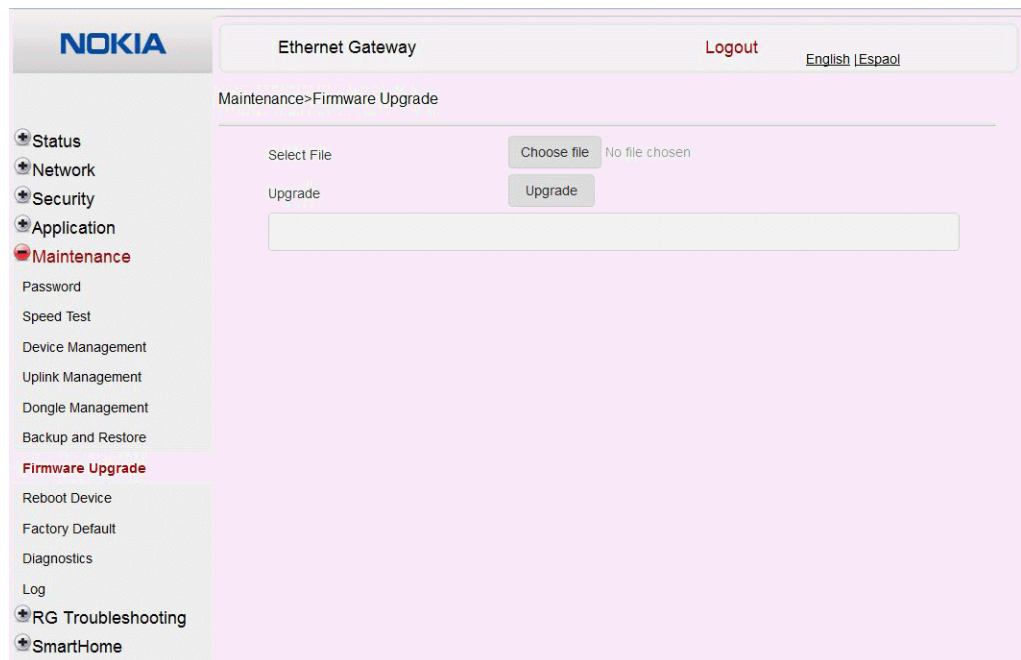 NOKIA
Ethernet Gateway
Logout
English | Espaol
Maintenance>Firmware Upgrade
Status
Network
Security
Application
Maintenance
Password
Speed Test
Device Management
Uplink Management
Dongle Management
Backup and Restore
Firmware Upgrade
Reboot Device
Factory Default
Diagnostics
Log
RG Troubleshooting
SmartHome
Select File
Choose file No file chosen
Upgrade
Upgrade